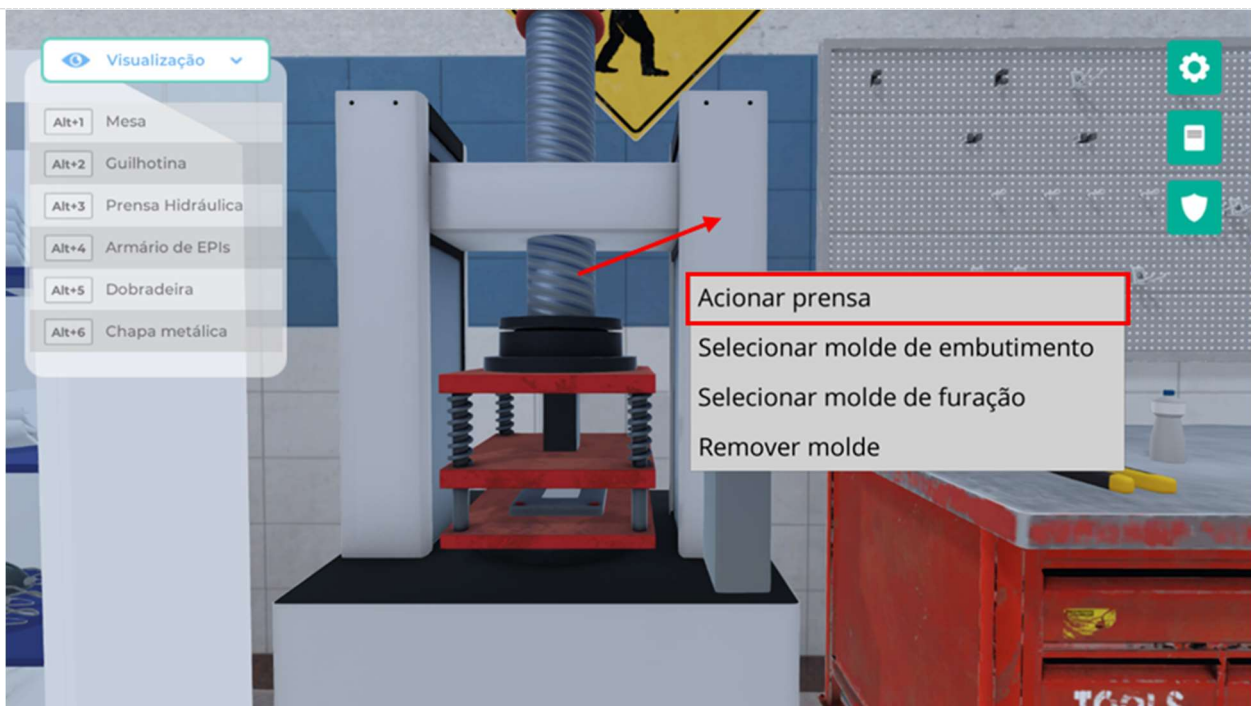 Visualização
Alt+1 Mesa
Alt+2 Guilhotina
Alt+3 Prensa Hidráulica
Alt+4 Armário de EPIs
Alt+5 Dobradeira
Alt+6 Chapa metálica
Acionar prensa
Selecionar molde de embutimento
Selecionar molde de furação
Remover molde
TOOLS